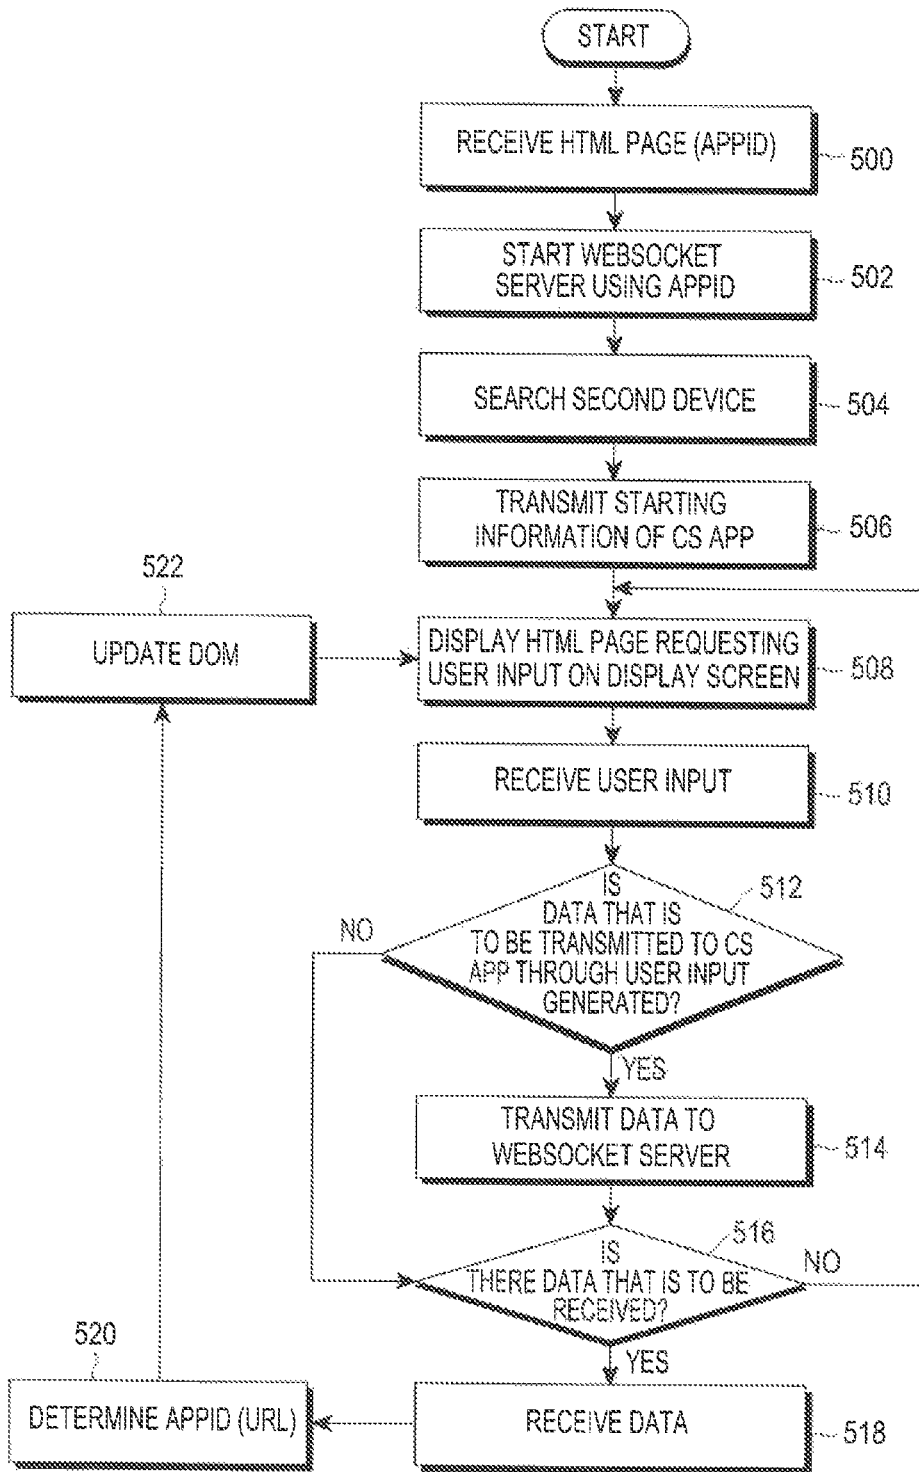 START
RECEIVE HTML PAGE (APPID)
500
START WEBSOCKET
SERVER USING APPID
502
SEARCH SECOND DEVICE
504
TRANSMIT STARTING
INFORMATION OF CS APP
506
522
UPDATE DOM
DISPLAY HTML PAGE REQUESTING
USER INPUT ON DISPLAY SCREEN
508
RECEIVE USER INPUT
510
IS
DATA THAT IS
TO BE TRANSMITTED TO CS
APP THROUGH USER INPUT
GENERATED?
512
NO
YES
TRANSMIT DATA TO
WEBSOCKET SERVER
514
IS
THERE DATA THAT IS TO BE
RECEIVED?
516
NO
YES
520
DETERMINE APPID (URL)
RECEIVE DATA
518